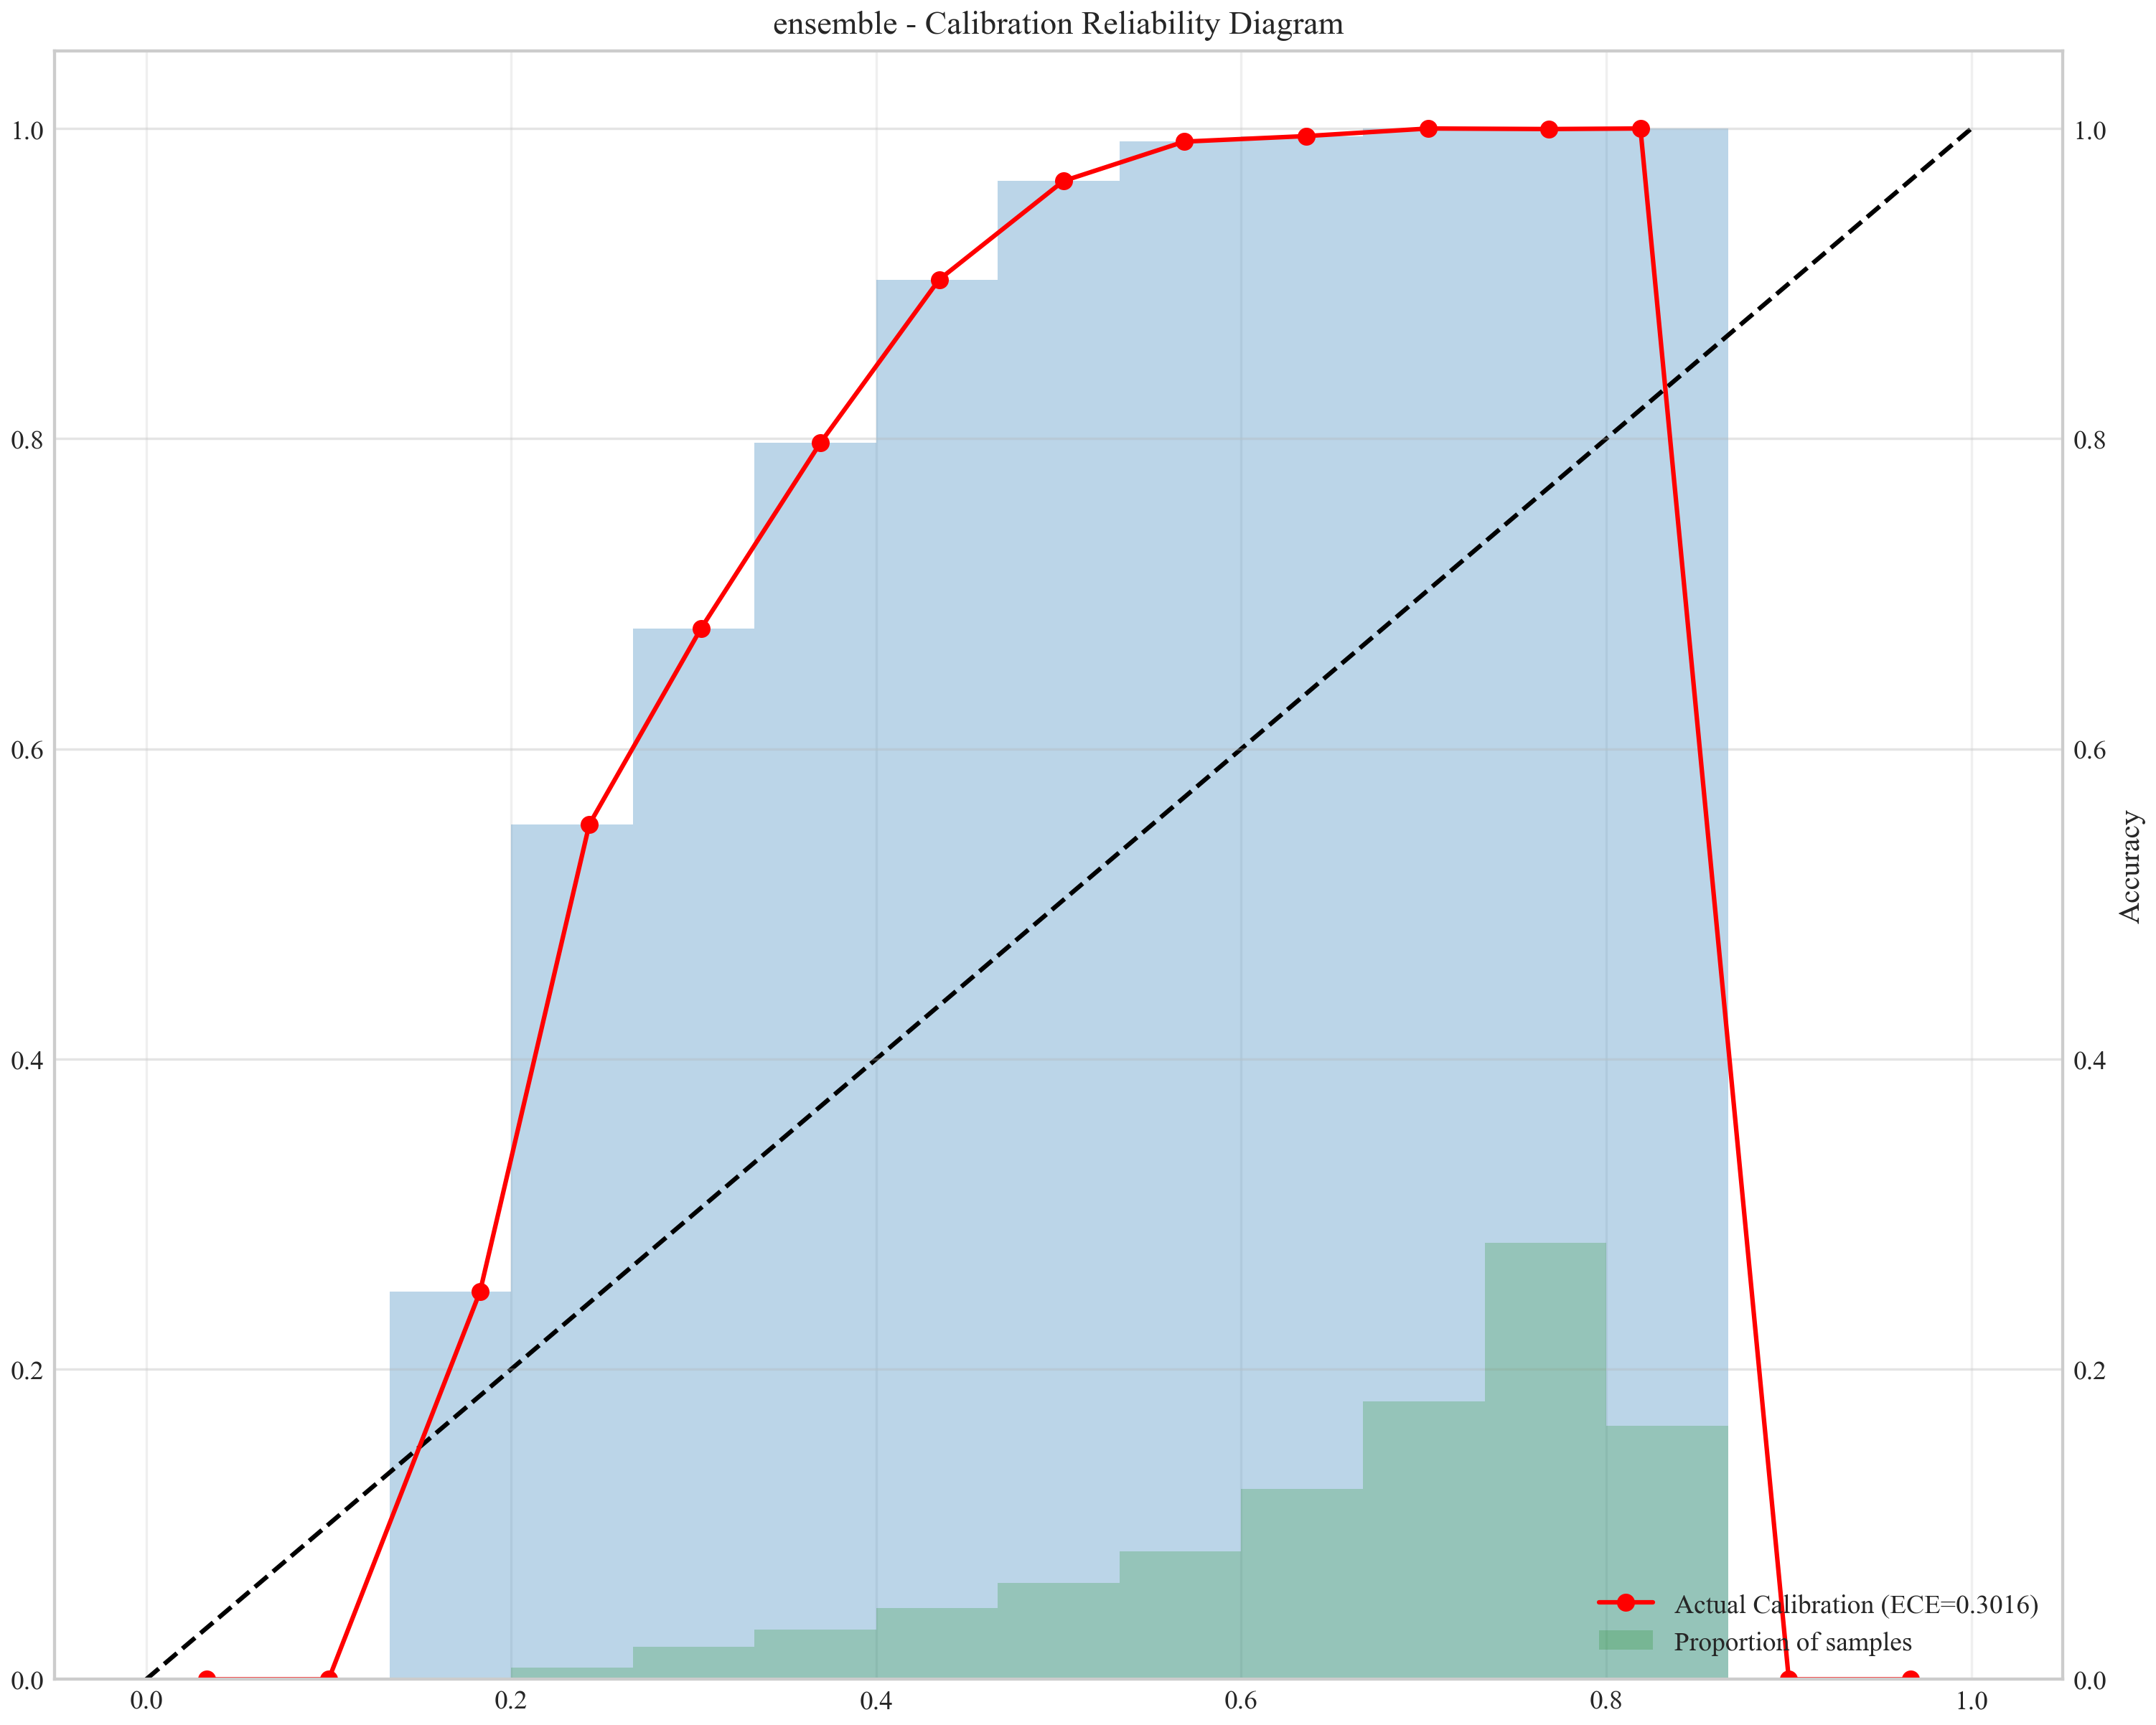 ensemble - Calibration Reliability Diagram
1.0
0.8
0.6
0.4
0.2
0.0
1.0
0.8
0.6
0.4
0.2
0.0
Accuracy
Actual Calibration (ECE=0.3016)
Proportion of samples
0.0 0.2 0.4 0.6 0.8 1.0